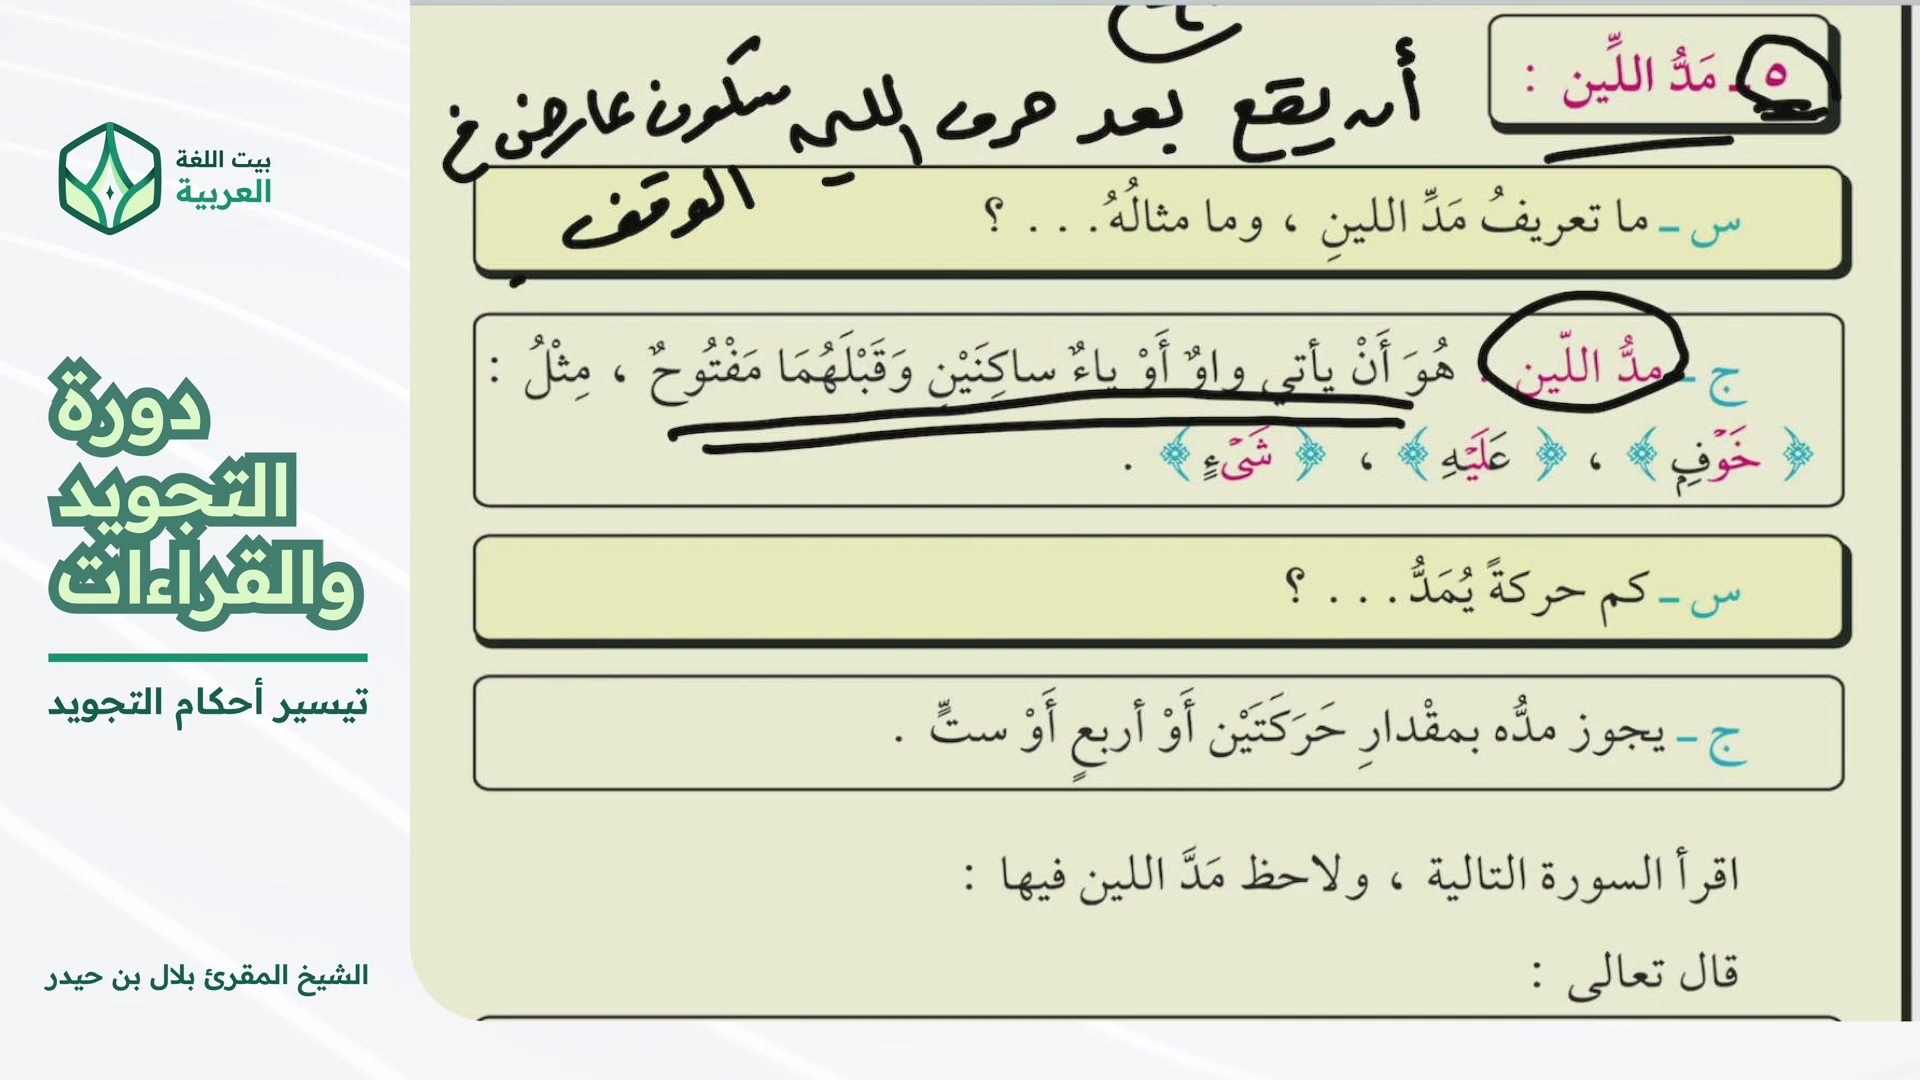 بيت اللغة
العربية
دورة
التجويد
والقراءات
تيسير أحكام التجويد
الشيخ المقرئ بلال بن حيدر
٥ ـ مَدُّ اللِّين :
أن يقع بعد حرف اللين سكون عارض
الوقف
س ـ ما تعريفُ مَدِّ اللينِ ، وما مثالُهُ. . . ؟
ج ـ مدُّ اللّين : هُوَ أَنْ يأتي واوٌ أَوْ ياءٌ ساكِنَيْنِ وَقَبْلَهُمَا مَفْتُوحٌ ، مِثْلُ :
﴿ خَوۡفٍ ﴾ ، ﴿ عَلَيۡهِ ﴾ ، ﴿ شَيۡءٍ ﴾ .
س ـ كم حركةً يُمَدُّ. . . ؟
ج ـ يجوز مدُّه بمقْدارِ حَرَكَتَيْن أَوْ أربعٍ أَوْ ستٍّ .
اقرأ السورة التالية ، ولاحظ مَدَّ اللين فيها :
قال تعالى :